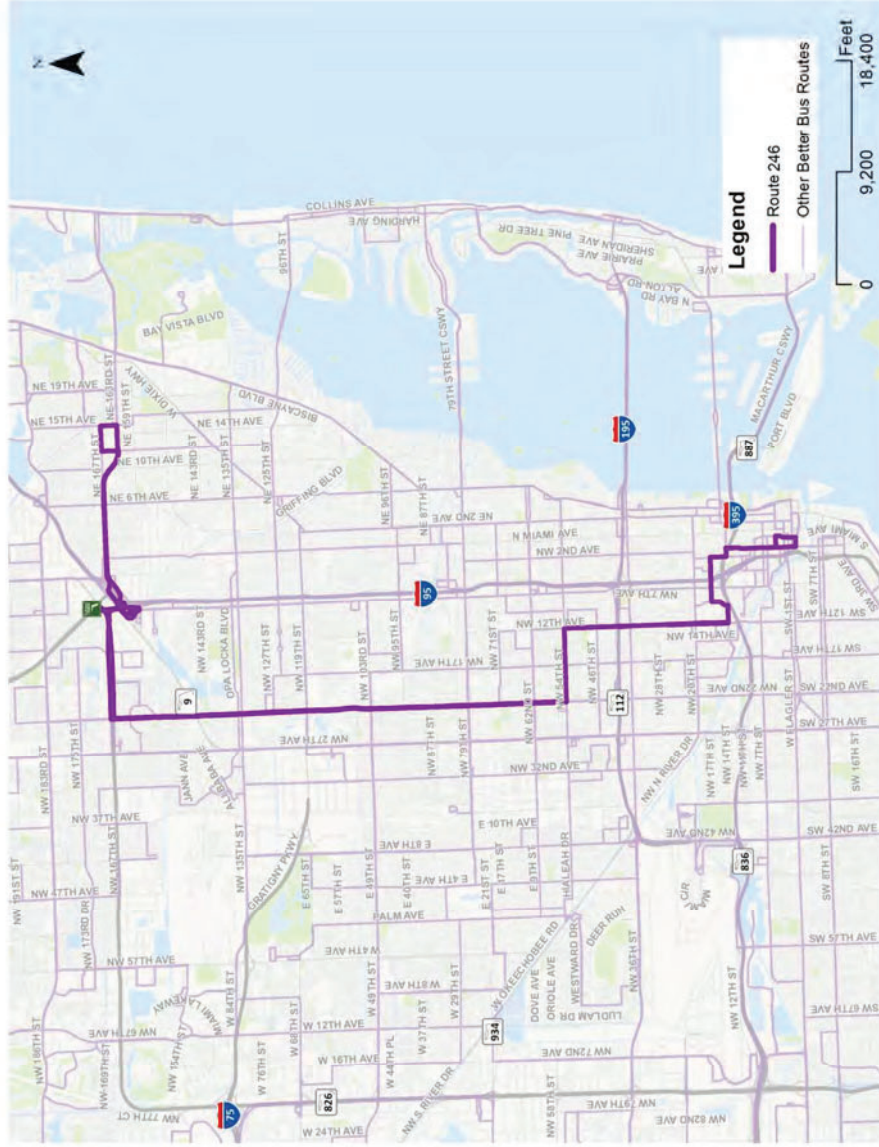 N
NW 191ST ST
NW 186TH ST
NW 183RD ST
NW 175TH ST
NW 173RD DR
NW 169TH ST
NW 167TH ST
NE 167TH ST
NE 163RD ST
NE 159TH ST
NE 19TH AVE
NE 15TH AVE
NE 14TH AVE
NE 10TH AVE
NE 6TH AVE
NE 143RD ST
NE 135TH ST
NE 125TH ST
W DIXIE HWY
BAY VISTA BLVD
BISCAYNE BLVD
GRIFFING BLVD
NW 77TH CT
NW 154TH ST
MIAMI LAKEWAY
NW 67TH AVE
NW 57TH AVE
NW 47TH AVE
NW 37TH AVE
JANN AVE
ALI BABA AVE
9
NW 27TH AVE
OPA LOCKA BLVD
NW 143RD ST
NW 135TH ST
NW 127TH ST
NW 119TH ST
GRATIGNY PKWY
75
826
W 84TH ST
W 76TH ST
W 68TH ST
E 65TH ST
E 57TH ST
E 49TH ST
W 49TH ST
W 44TH PL
W 37TH ST
W 29TH ST
W 24TH AVE
W 16TH AVE
W 12TH AVE
W 8TH AVE
W 4TH AVE
PALM AVE
E 4TH AVE
E 8TH AVE
E 10TH AVE
E 40TH ST
E 21ST ST
E 17TH ST
E 9TH ST
HIALEAH DR
NW 103RD ST
NW 95TH ST
NW 87TH ST
NW 79TH ST
NW 71ST ST
NW 62ND ST
NW 54TH ST
NW 46TH ST
NW 17TH AVE
NW 12TH AVE
NW 7TH AVE
NW 2ND AVE
N MIAMI AVE
NE 2ND AVE
NE 96TH ST
NE 87TH ST
95
96TH ST
COLLINS AVE
HARDING AVE
79TH STREET CSWY
PINE TREE DR
SHERIDAN AVE
PRAIRIE AVE
N BAY RD
ALTON RD
195
112
NW 32ND AVE
NW N RIVER DR
NW S RIVER DR
W OKEECHOBEE RD
934
DOVE AVE
ORIOLE AVE
LUDLAM DR
WESTWARD DR
DEER RUN
NW 36TH ST
NW 58TH ST
NW 72ND AVE
NW 79TH AVE
NW 82ND AVE
NW 42ND AVE
NW 28TH ST
NW 20TH ST
NW 22ND AVE
NW 14TH AVE
NW 17TH ST
NW 14TH ST
NW 11TH ST
NW 7TH ST
NW 12TH ST
836
W FLAGLER ST
SW 1ST ST
SW 7TH ST
SW 8TH ST
SW 16TH ST
SW 67TH AVE
SW 57TH AVE
SW 42ND AVE
SW 27TH AVE
SW 22ND AVE
SW 17TH AVE
SW 12TH AVE
SW 3RD AVE
S MIAMI AVE
395
887
MACARTHUR CSWY
PORT BLVD
Legend
Route 246
Other Better Bus Routes
0 9,200 18,400
Feet